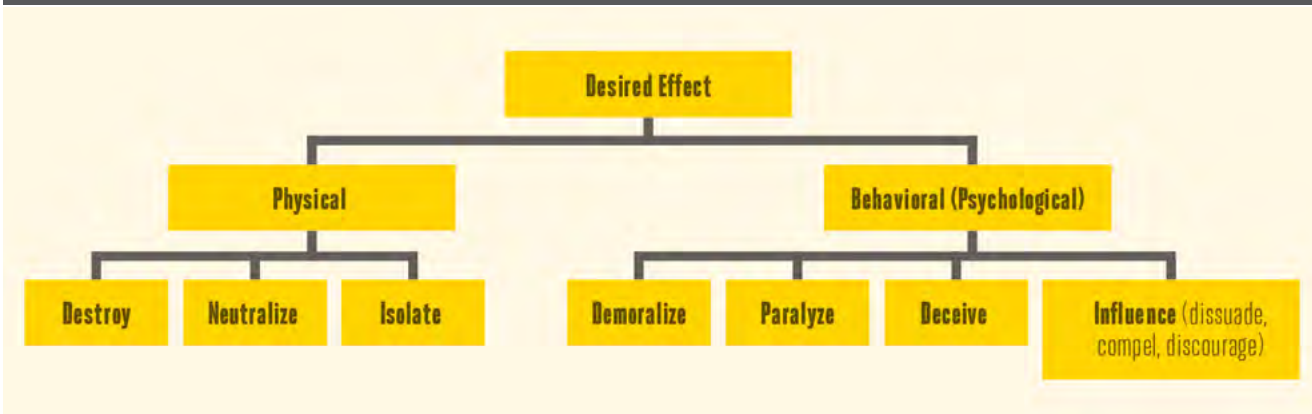 Desired Effect
Physical
Behavioral (Psychological)
Destroy
Neutralize
Isolate
Demoralize
Paralyze
Deceive
Influence (dissuade,
compel, discourage)